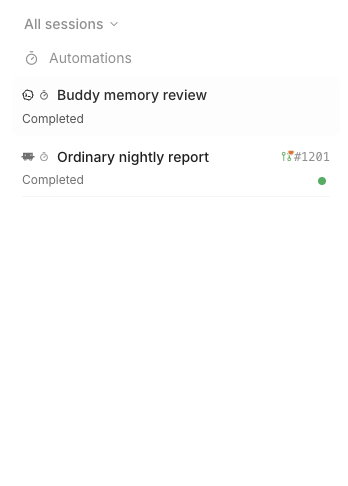 All sessions
Automations
Buddy memory review
Completed
Ordinary nightly report #1201
Completed